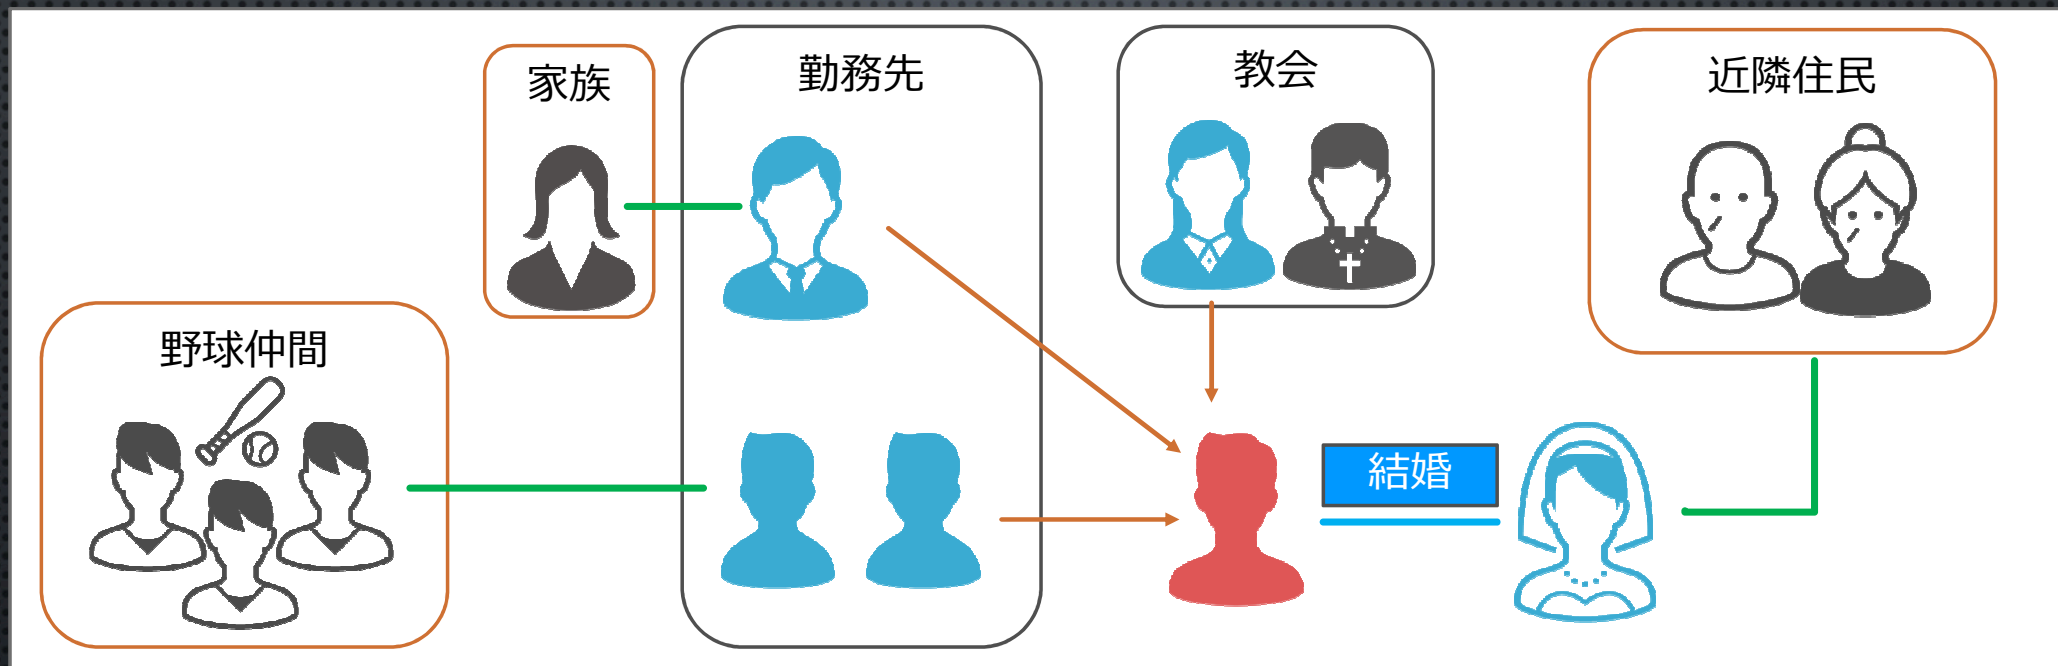 家族
勤務先
教会
近隣住民
野球仲間
結婚